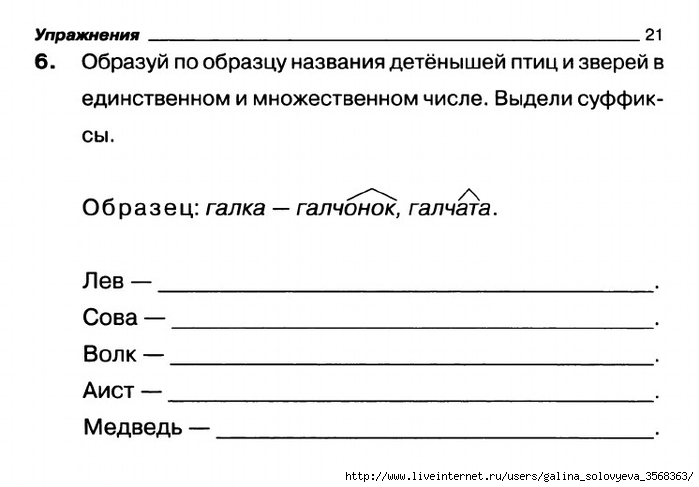 Упражнения 21
6. Образуй по образцу названия детёнышей птиц и зверей в
единственном и множественном числе. Выдели суффик-
сы.
Образец: галка — галчонок, галчата.
Лев — .
Сова — .
Волк — .
Аист — .
Медведь — .
http://www.liveinternet.ru/users/galina_solovyeva_3568363/